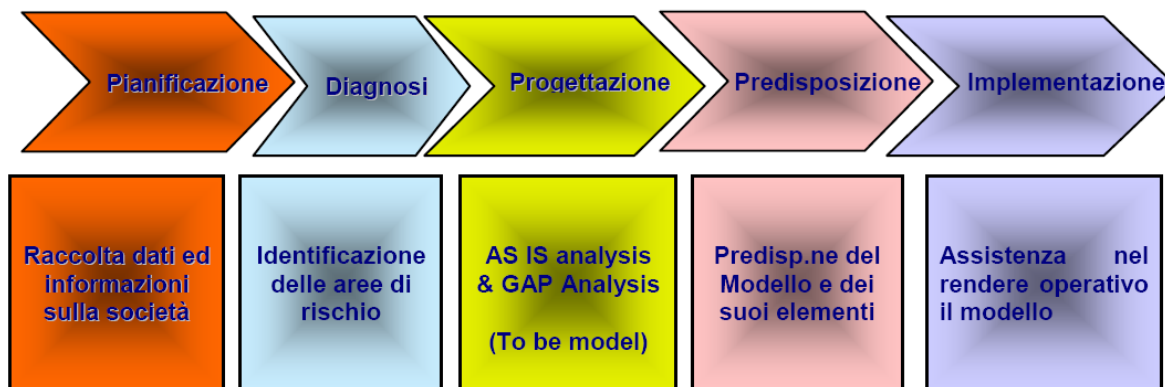 Pianificazione
Diagnosi
Progettazione
Predisposizione
Implementazione
Raccolta dati ed
informazioni
sulla società
Identificazione
delle aree di
rischio
AS IS analysis
& GAP Analysis
(To be model)
Predisp.ne del
Modello e dei
suoi elementi
Assistenza nel
rendere operativo
il modello